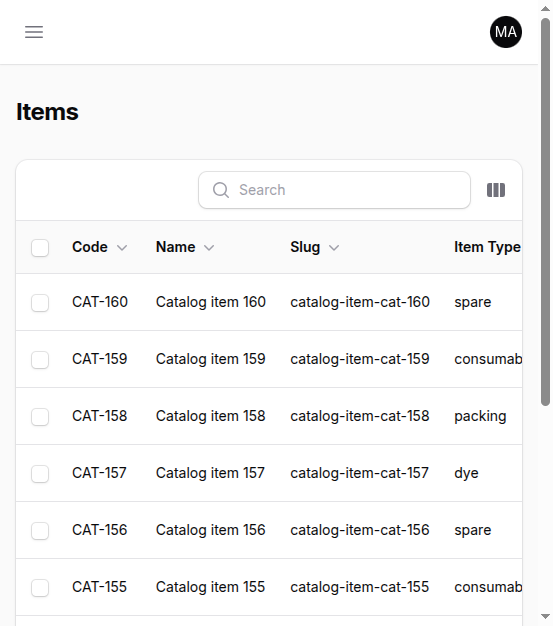 MA
Items
Search
Code Name Slug Item Type
CAT-160 Catalog item 160 catalog-item-cat-160 spare
CAT-159 Catalog item 159 catalog-item-cat-159 consumab
CAT-158 Catalog item 158 catalog-item-cat-158 packing
CAT-157 Catalog item 157 catalog-item-cat-157 dye
CAT-156 Catalog item 156 catalog-item-cat-156 spare
CAT-155 Catalog item 155 catalog-item-cat-155 consumab